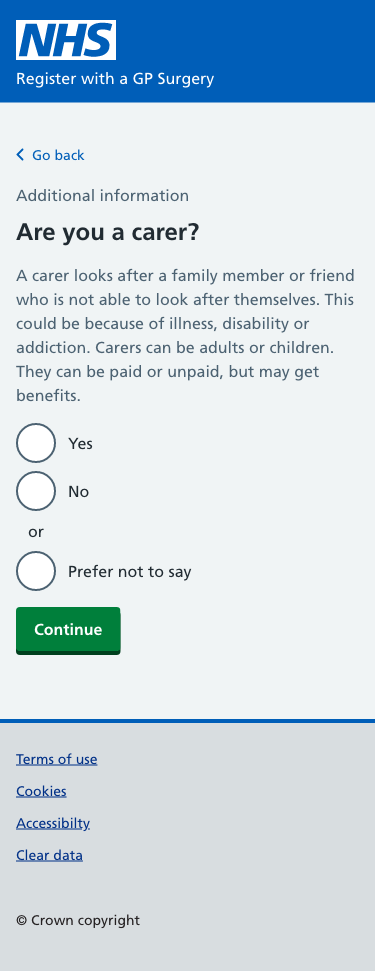 NHS
Register with a GP Surgery
Go back
Additional information
Are you a carer?
A carer looks after a family member or friend
who is not able to look after themselves. This
could be because of illness, disability or
addiction. Carers can be adults or children.
They can be paid or unpaid, but may get
benefits.
Yes
No
or
Prefer not to say
Continue
Terms of use
Cookies
Accessibilty
Clear data
© Crown copyright